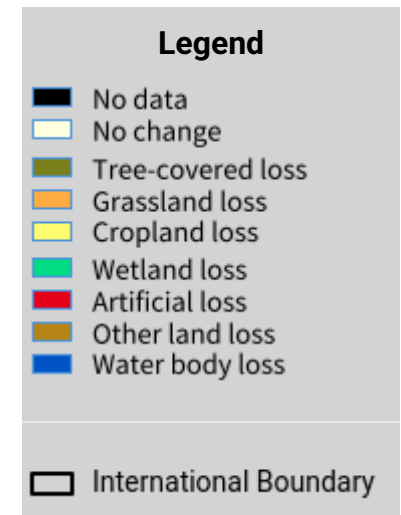 Legend
No data
No change
Tree-covered loss
Grassland loss
Cropland loss
Wetland loss
Artificial loss
Other land loss
Water body loss
International Boundary